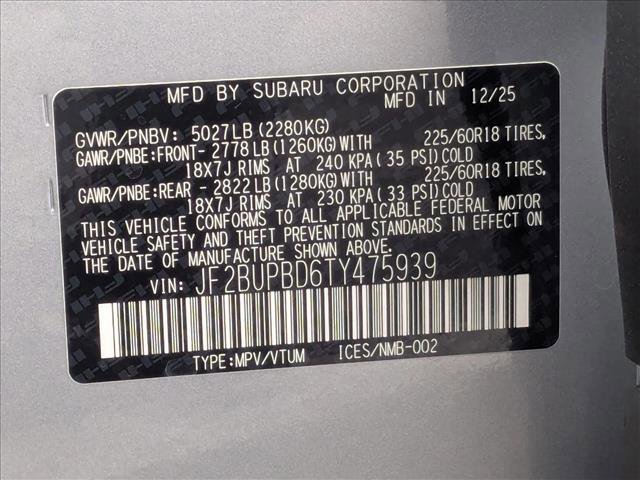 MFD BY SUBARU CORPORATION
MFD IN 12/25
GVWR/PNBV: 5027LB(2280KG)
GAWR/PNBE:FRONT- 2778LB(1260KG)WITH 225/60R18 TIRES,
18X7J RIMS AT 240 KPA(35 PSI)COLD
GAWR/PNBE:REAR - 2822LB(1280KG)WITH 225/60R18 TIRES,
18X7J RIMS AT 230 KPA(33 PSI)COLD
THIS VEHICLE CONFORMS TO ALL APPLICABLE FEDERAL MOTOR
VEHICLE SAFETY AND THEFT PREVENTION STANDARDS IN EFFECT ON
THE DATE OF MANUFACTURE SHOWN ABOVE.
VIN: JF2BUPBD6TY475939
TYPE:MPV/VTUM ICES/NMB-002